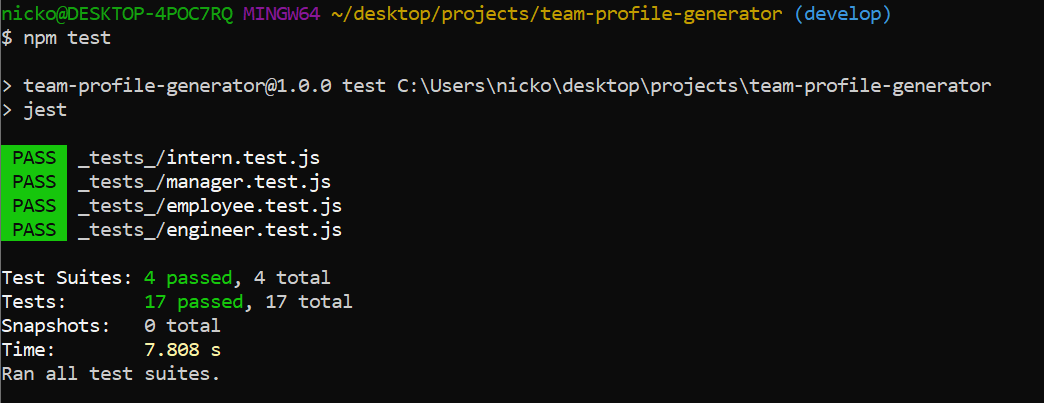 nicko@DESKTOP-4POC7RQ MINGW64 ~/desktop/projects/team-profile-generator (develop)
$ npm test
> team-profile-generator@1.0.0 test C:\Users\nicko\desktop\projects\team-profile-generator
> jest
PASS _tests_/intern.test.js
PASS _tests_/manager.test.js
PASS _tests_/employee.test.js
PASS _tests_/engineer.test.js
Test Suites: 4 passed, 4 total
Tests: 17 passed, 17 total
Snapshots: 0 total
Time: 7.808 s
Ran all test suites.